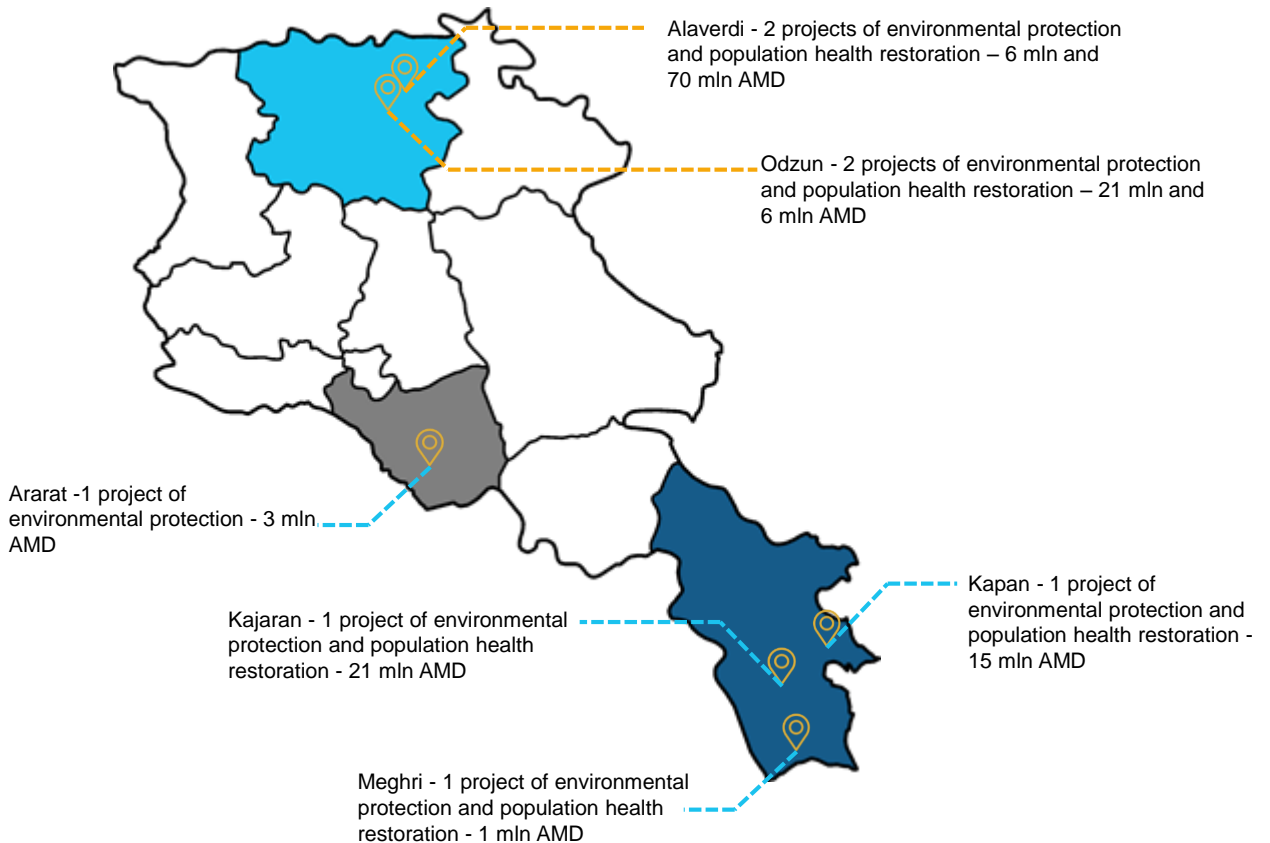 Alaverdi - 2 projects of environmental protection
and population health restoration – 6 mln and
70 mln AMD
Odzun - 2 projects of environmental protection
and population health restoration – 21 mln and
6 mln AMD
Ararat -1 project of
environmental protection - 3 mln
AMD
Kapan - 1 project of
environmental protection and
population health restoration -
15 mln AMD
Kajaran - 1 project of environmental
protection and population health
restoration - 21 mln AMD
Meghri - 1 project of environmental
protection and population health
restoration - 1 mln AMD